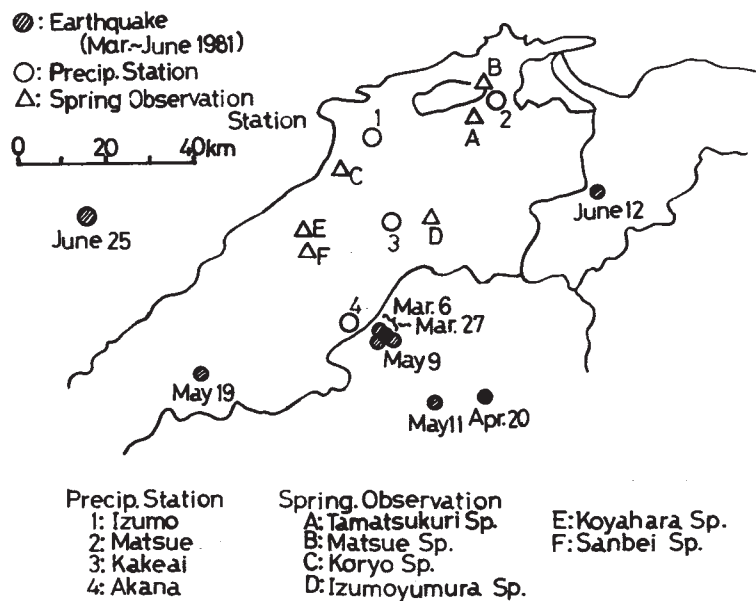 : Earthquake
(Mar.~June 1981)
: Precip. Station
: Spring Observation
Station
0 20 40km
B
2
A
1
C
June 12
June 25
E
F
3
D
4
Mar. 6
Mar. 27
May 9
May 19
May 11
Apr. 20
Precip. Station
1: Izumo
2: Matsue
3: Kakeai
4: Akana
Spring. Observation
A: Tamatsukuri Sp.
B: Matsue Sp.
C: Koryo Sp.
D: Izumoyumura Sp.
E: Koyahara Sp.
F: Sanbei Sp.